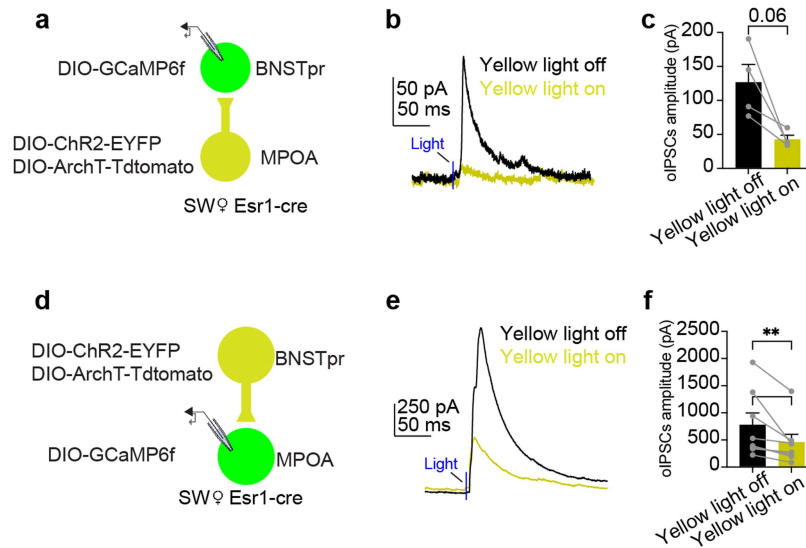 a
DIO-GCaMP6f
BNSTpr
DIO-ChR2-EYFP
DIO-ArchT-Tdtomato
MPOA
SW♀ Esr1-cre
b
50 pA
50 ms
Yellow light off
Yellow light on
Light
c
0.06
oIPSCs amplitude (pA)
200
150
100
50
0
Yellow light off
Yellow light on
d
DIO-ChR2-EYFP
DIO-ArchT-Tdtomato
BNSTpr
DIO-GCaMP6f
MPOA
SW♀ Esr1-cre
e
250 pA
50 ms
Yellow light off
Yellow light on
Light
f
**
oIPSCs amplitude (pA)
2500
2000
1500
1000
500
0
Yellow light off
Yellow light on